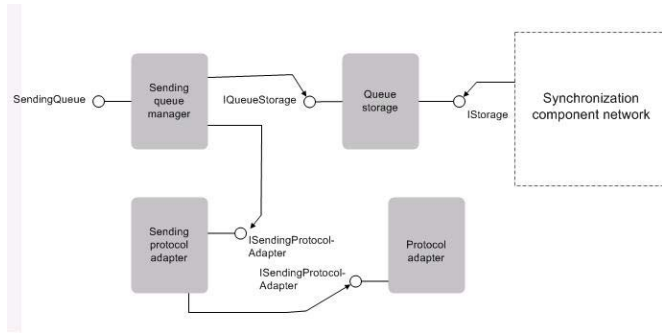 Sending
queue
manager
SendingQueue
IQueueStorage
Queue
storage
IStorage
Synchronization
component network
Sending
protocol
adapter
ISendingProtocol-
Adapter
ISendingProtocol-
Adapter
Protocol
adapter